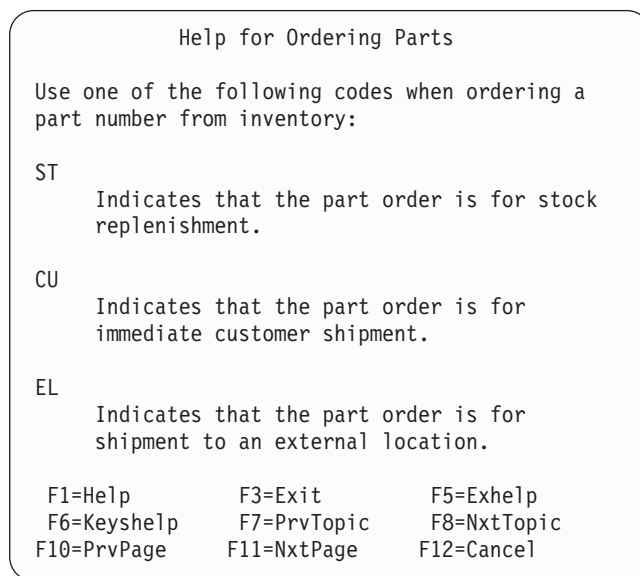 Help for Ordering Parts
Use one of the following codes when ordering a
part number from inventory:
ST
Indicates that the part order is for stock
replenishment.
CU
Indicates that the part order is for
immediate customer shipment.
EL
Indicates that the part order is for
shipment to an external location.
F1=Help F3=Exit F5=Exhelp
F6=Keyshelp F7=PrvTopic F8=NxtTopic
F10=PrvPage F11=NxtPage F12=Cancel